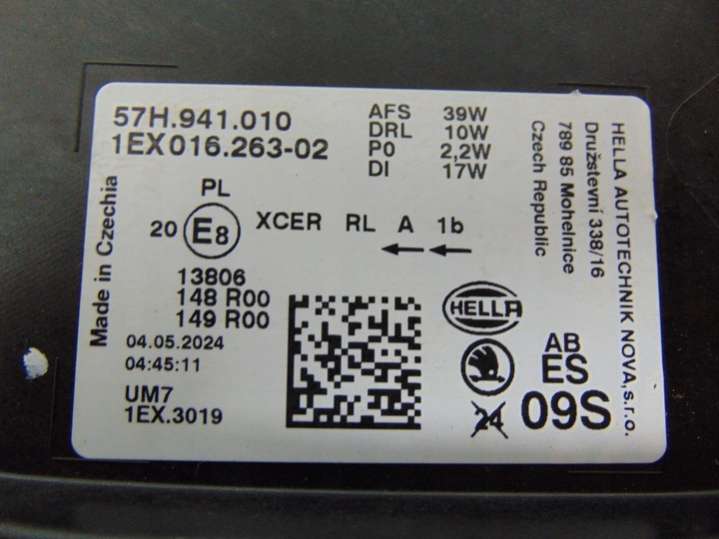 57H.941.010
1EX016.263-02
AFS 39W
DRL 10W
P0 2,2W
DI 17W
PL
20 E8 XCER RL A 1b
13806
148 R00
149 R00
04.05.2024
04:45:11
UM7
1EX.3019
Made in Czechia
HELLA
AB
ES
09S
24
HELLA AUTOTECHNIK NOVA,s.r.o.
Družstevní 338/16
789 85 Mohelnice
Czech Republic